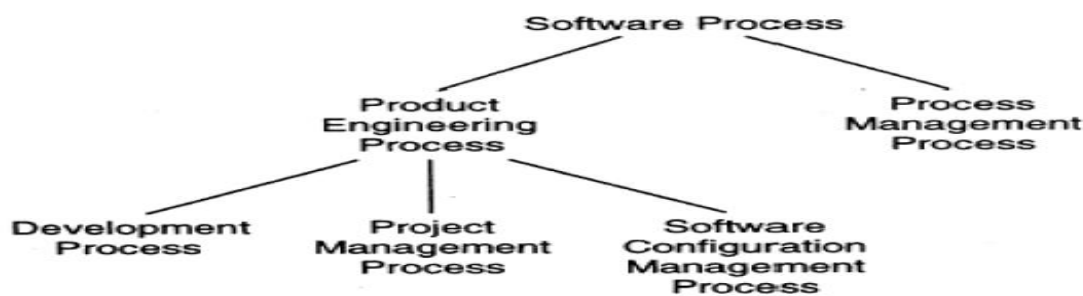 Software Process
Product
Engineering
Process
Process
Management
Process
Development
Process
Project
Management
Process
Software
Configuration
Management
Process